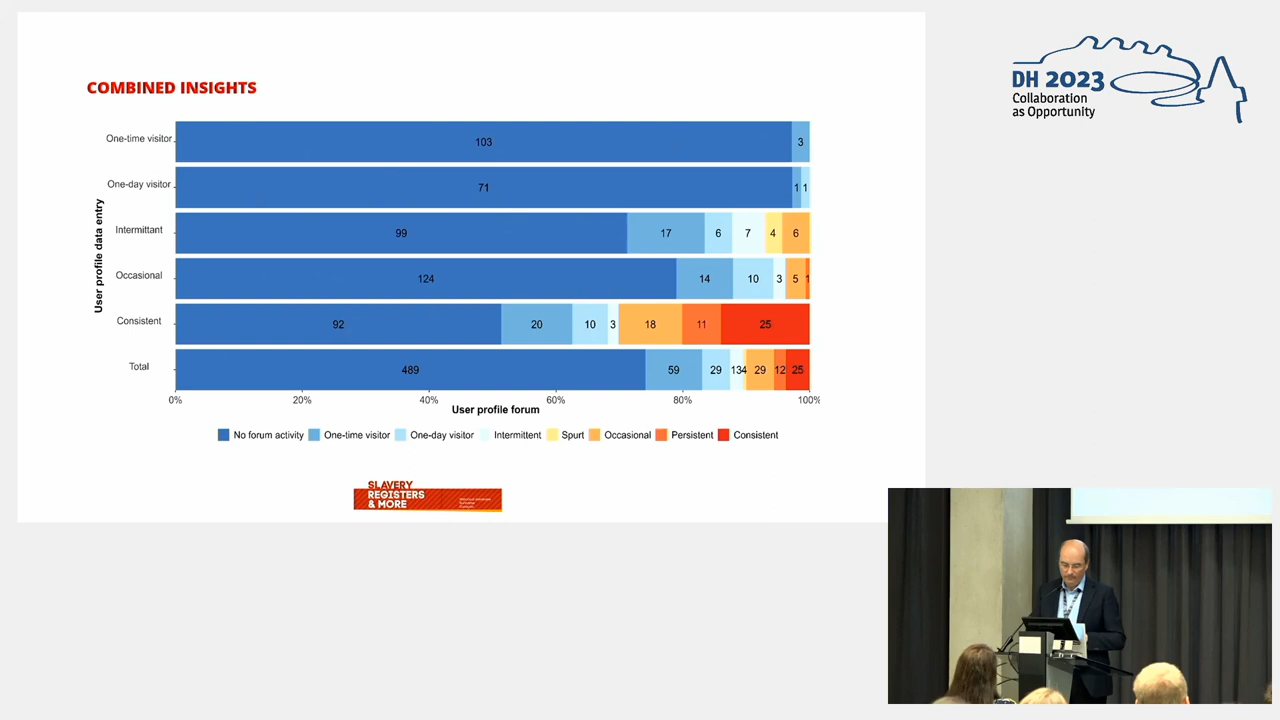 COMBINED INSIGHTS
DH 2023
Collaboration
as Opportunity
User profile data entry
One-time visitor
103
3
One-day visitor
71
1
1
Intermittant
99
17
6
7
4
6
Occasional
124
14
10
3
5
1
Consistent
92
20
10
3
18
11
25
Total
489
59
29
13
4
29
12
25
0%
20%
40%
60%
80%
100%
User profile forum
No forum activity
One-time visitor
One-day visitor
Intermittent
Spurt
Occasional
Persistent
Consistent
SLAVERY
REGISTERS
& MORE